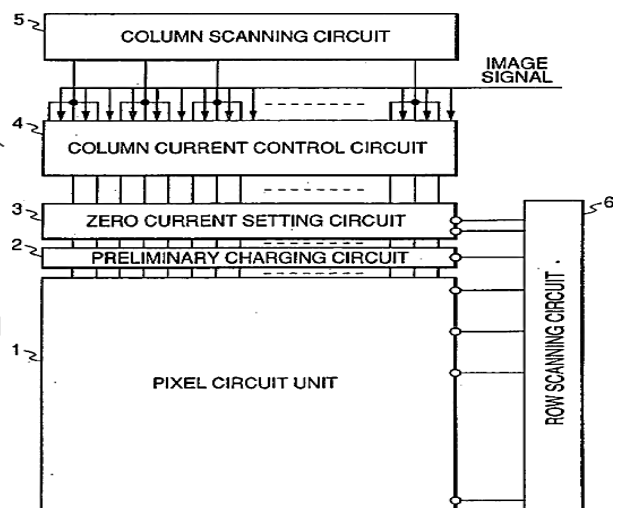 5
COLUMN SCANNING CIRCUIT
IMAGE
SIGNAL
4
COLUMN CURRENT CONTROL CIRCUIT
3
ZERO CURRENT SETTING CIRCUIT
6
2
PRELIMINARY CHARGING CIRCUIT
1
PIXEL CIRCUIT UNIT
ROW SCANNING CIRCUIT